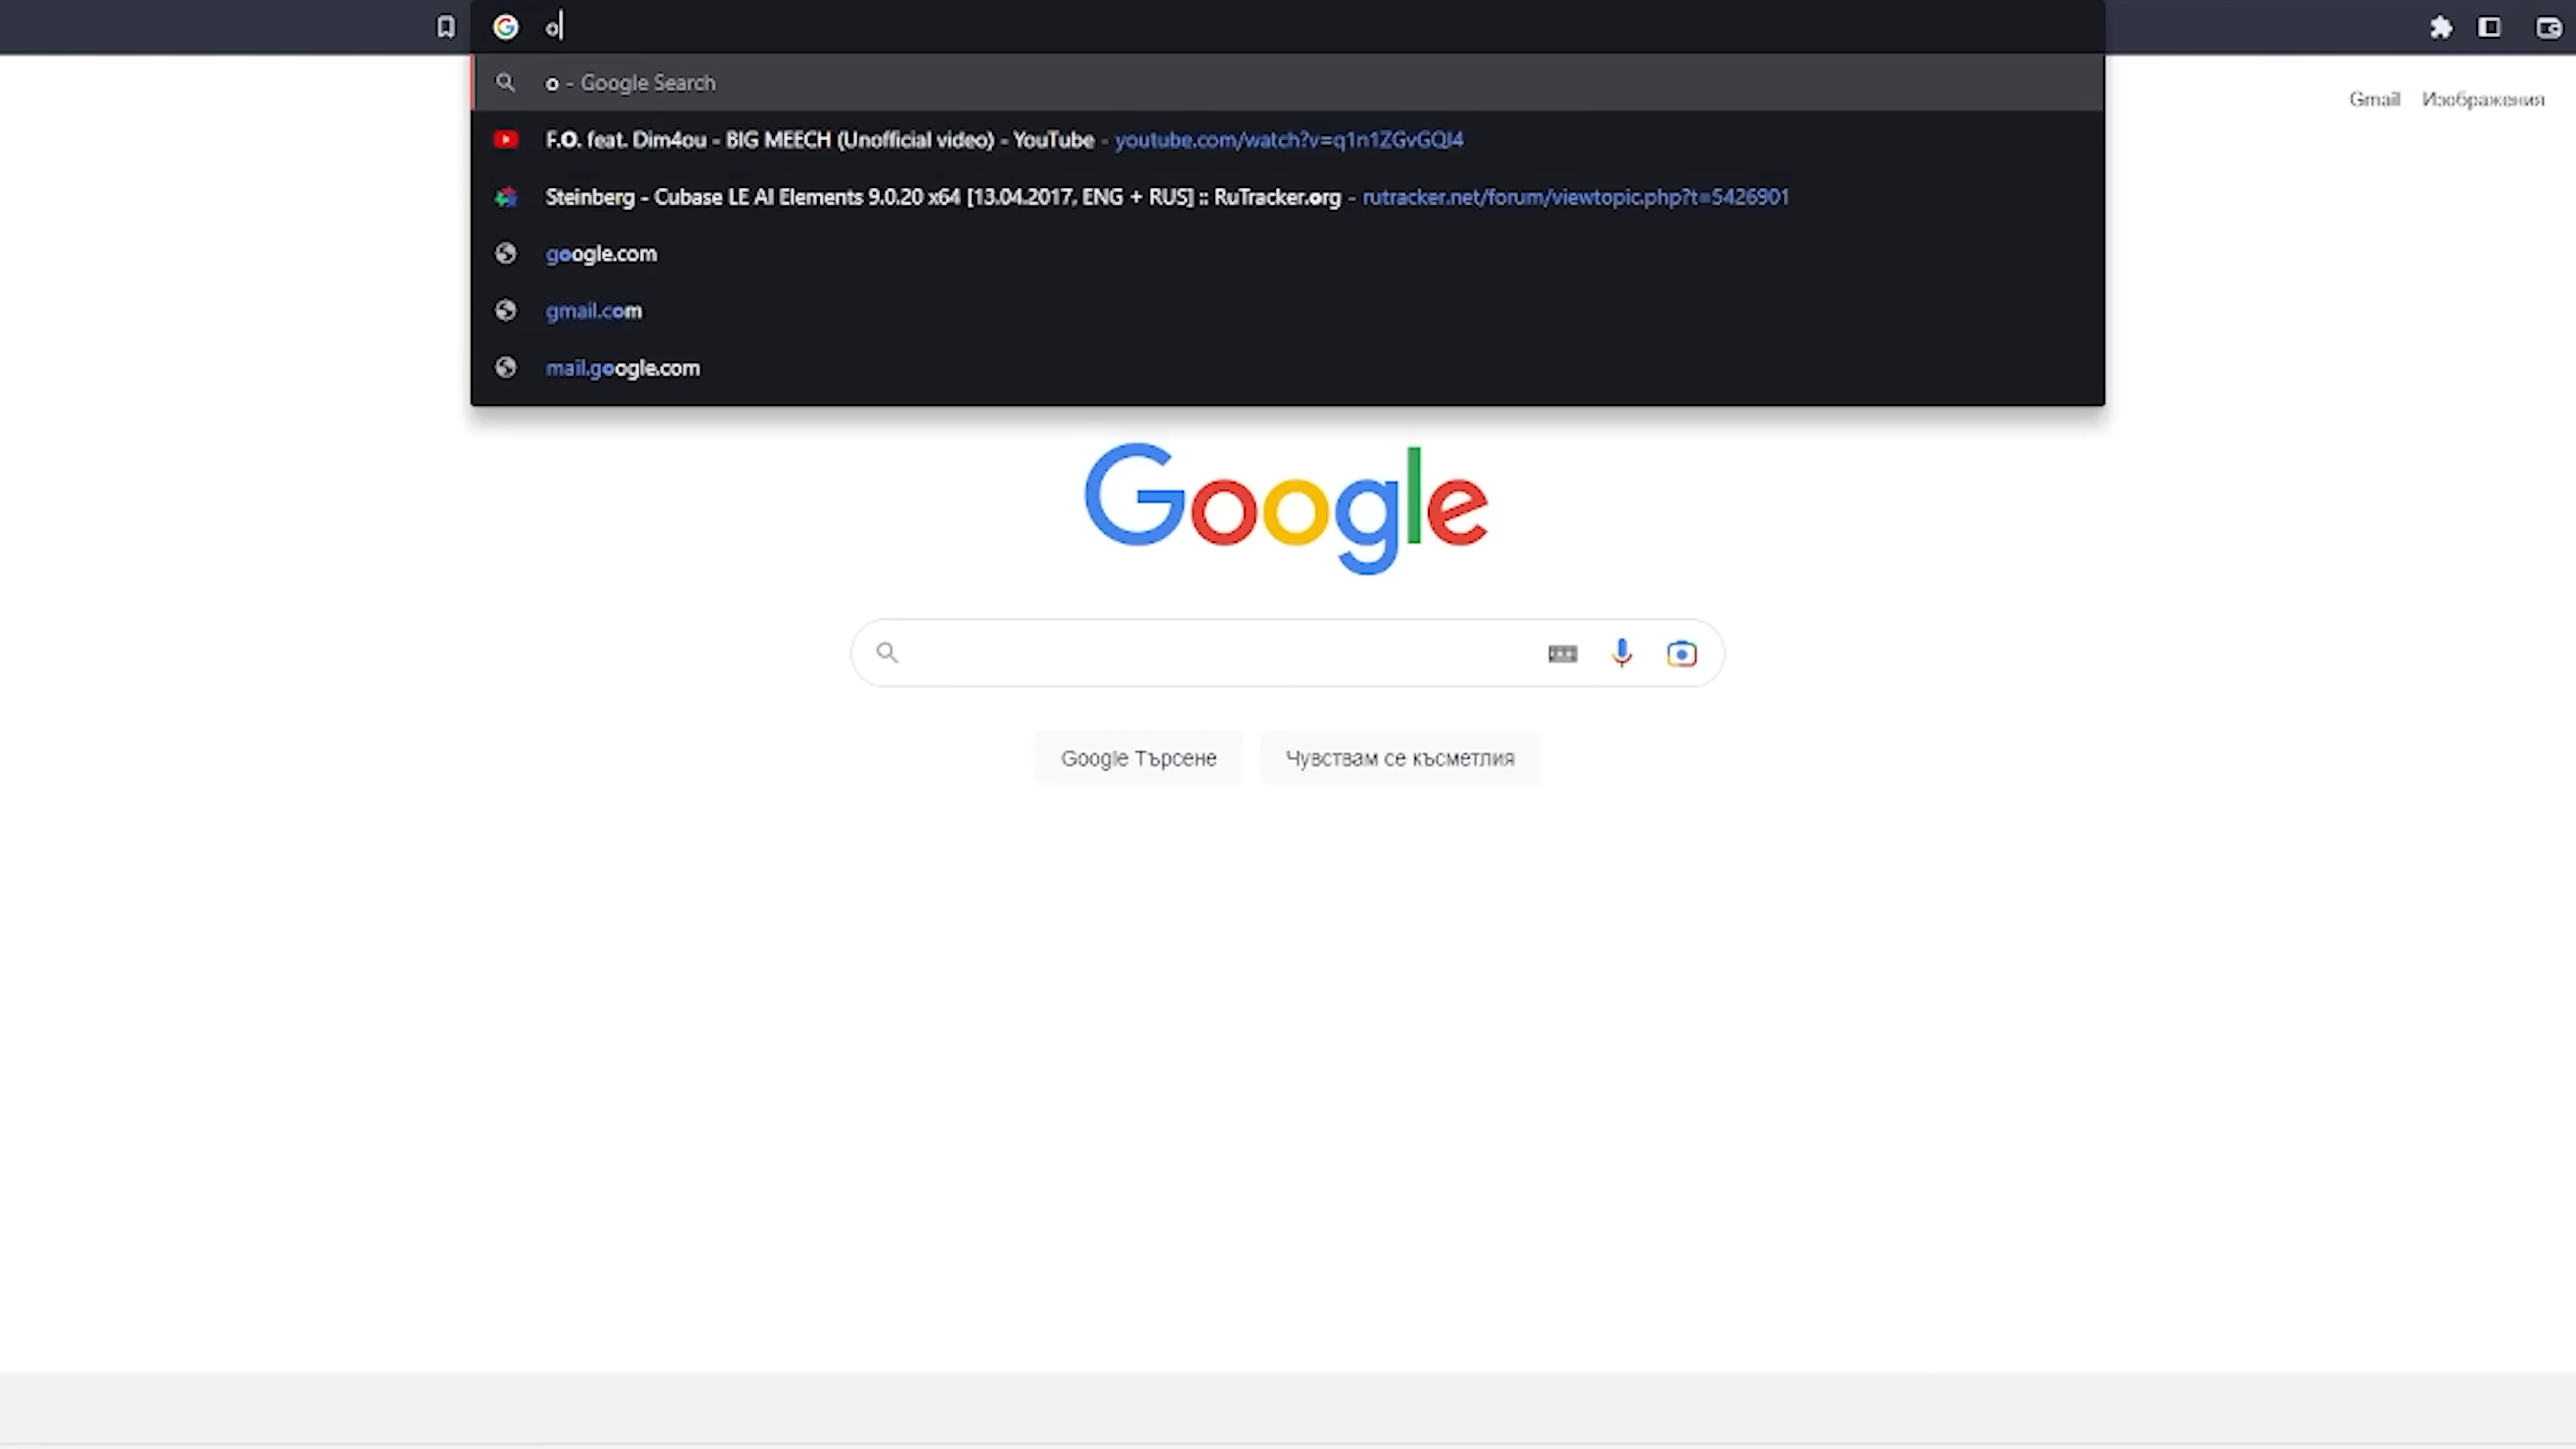 o
o - Google Search
Gmail Изображения
F.O. feat. Dim4ou - BIG MEECH (Unofficial video) - YouTube - youtube.com/watch?v=q1n1ZGvGQJ4
Steinberg - Cubase LE AI Elements 9.0.20 x64 [13.04.2017, ENG + RUS] :: RuTracker.org - rutracker.net/forum/viewtopic.php?t=5426901
google.com
gmail.com
mail.google.com
Google
Google Търсене Чувствам се късметлия